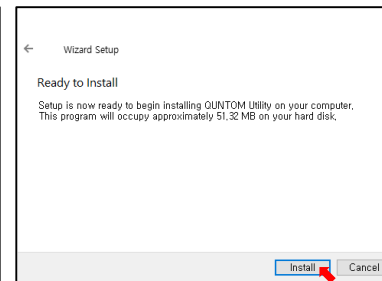 Wizard Setup
Ready to Install
Setup is now ready to begin installing QUNTOM Utility on your computer,
This program will occupy approximately 51,32 MB on your hard disk,
Install
Cancel